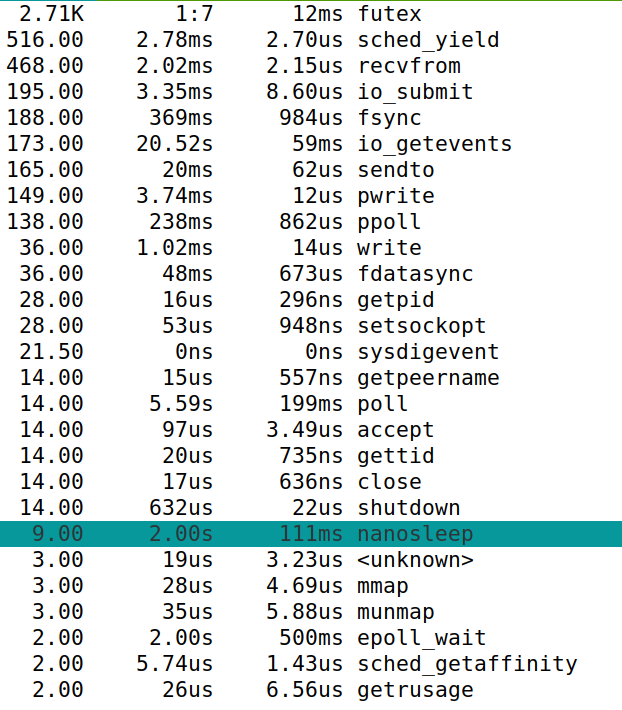 2.71K 1:7 12ms futex
516.00 2.78ms 2.70us sched_yield
468.00 2.02ms 2.15us recvfrom
195.00 3.35ms 8.60us io_submit
188.00 369ms 984us fsync
173.00 20.52s 59ms io_getevents
165.00 20ms 62us sendto
149.00 3.74ms 12us pwrite
138.00 238ms 862us ppoll
36.00 1.02ms 14us write
36.00 48ms 673us fdatasync
28.00 16us 296ns getpid
28.00 53us 948ns setsockopt
21.50 0ns 0ns sysdigevent
14.00 15us 557ns getpeername
14.00 5.59s 199ms poll
14.00 97us 3.49us accept
14.00 20us 735ns gettid
14.00 17us 636ns close
14.00 632us 22us shutdown
9.00 2.00s 111ms nanosleep
3.00 19us 3.23us <unknown>
3.00 28us 4.69us mmap
3.00 35us 5.88us munmap
2.00 2.00s 500ms epoll_wait
2.00 5.74us 1.43us sched_getaffinity
2.00 26us 6.56us getrusage